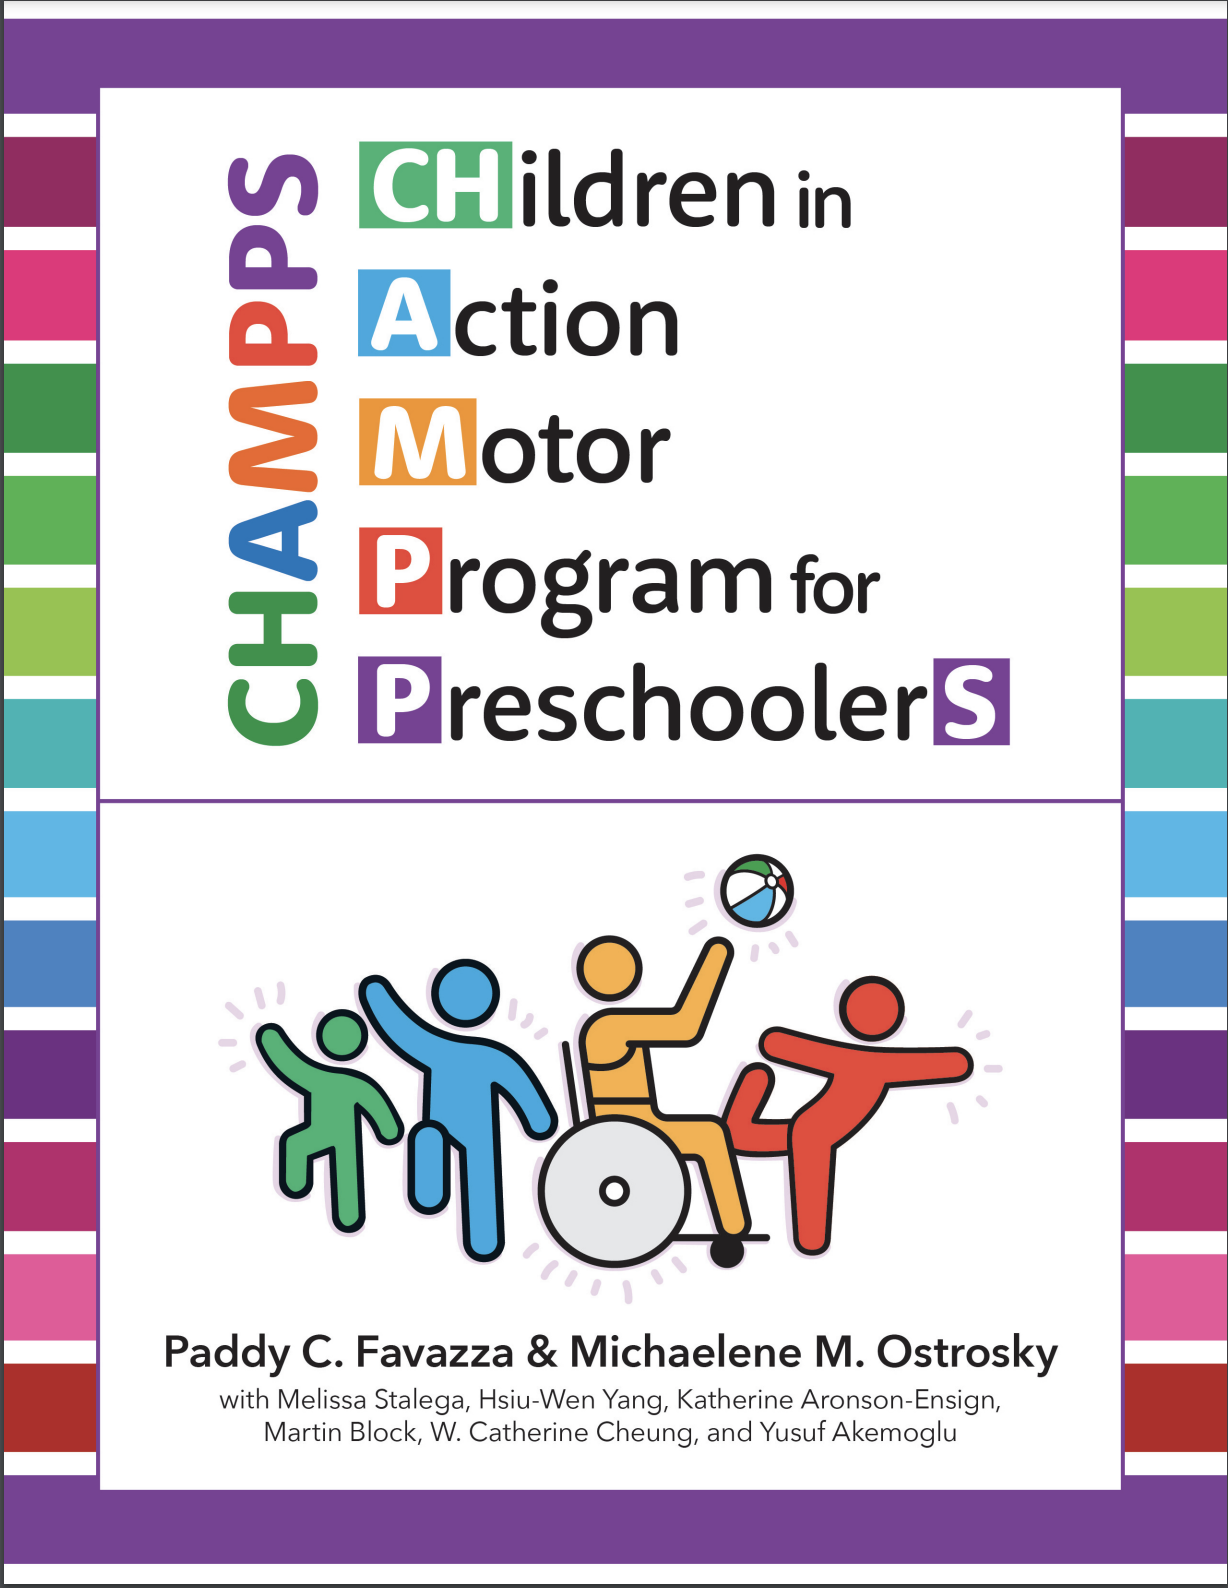 CHAMPPS
CHildren in
Action
Motor
Program for
PreschoolerS
Paddy C. Favazza & Michaelene M. Ostrosky
with Melissa Stalega, Hsiu-Wen Yang, Katherine Aronson-Ensign,
Martin Block, W. Catherine Cheung, and Yusuf Akemoglu